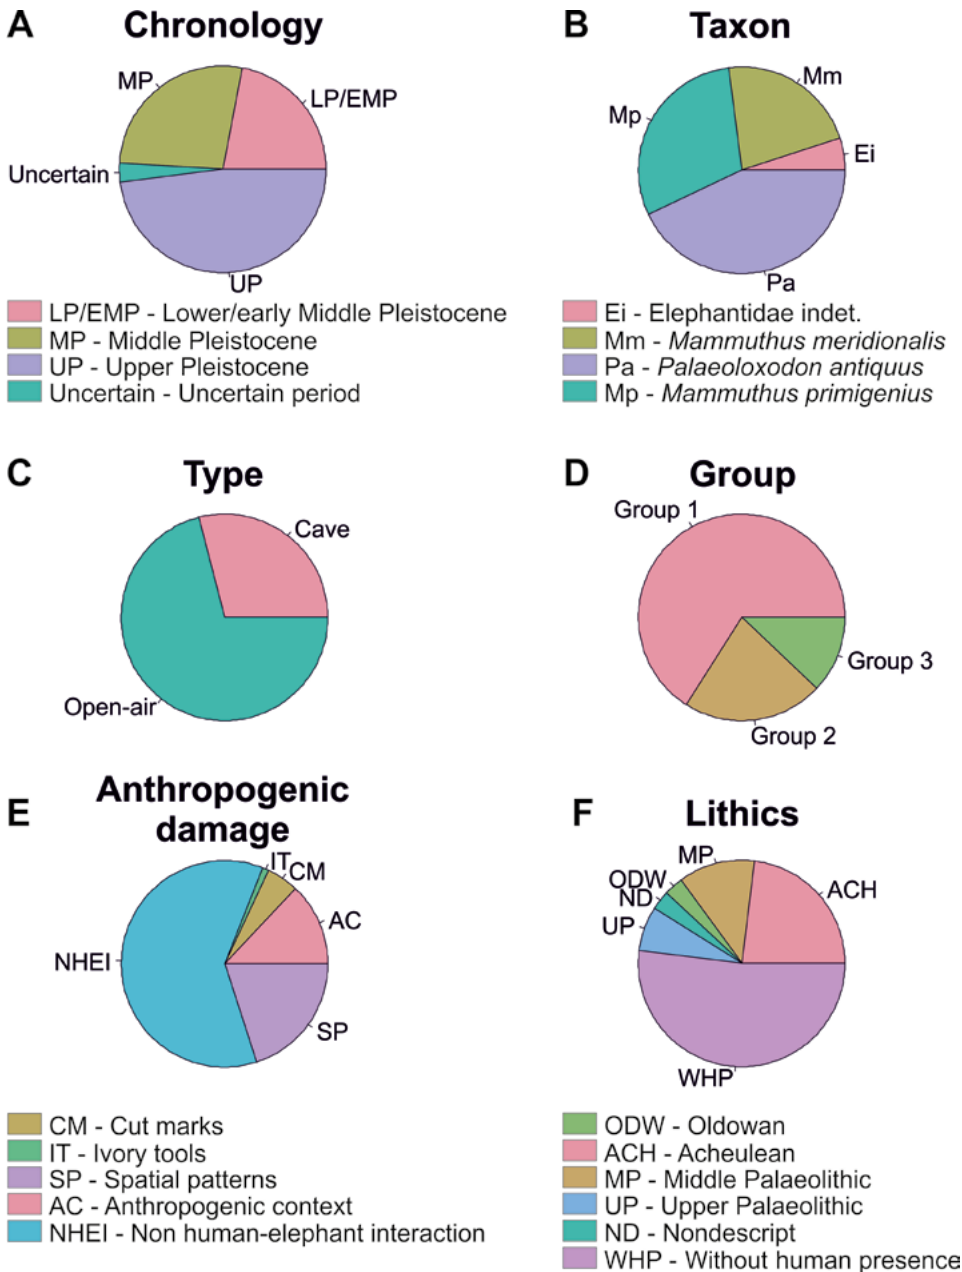 A Chronology
MP
LP/EMP
Uncertain
UP
LP/EMP - Lower/early Middle Pleistocene
MP - Middle Pleistocene
UP - Upper Pleistocene
Uncertain - Uncertain period
B Taxon
Mm
Mp
Ei
Pa
Ei - Elephantidae indet.
Mm - Mammuthus meridionalis
Pa - Palaeoloxodon antiquus
Mp - Mammuthus primigenius
C Type
Cave
Open-air
D Group
Group 1
Group 3
Group 2
E Anthropogenic
damage
IT
CM
AC
NHEI
SP
CM - Cut marks
IT - Ivory tools
SP - Spatial patterns
AC - Anthropogenic context
NHEI - Non human-elephant interaction
F Lithics
MP
ODW
ACH
ND
UP
WHP
ODW - Oldowan
ACH - Acheulean
MP - Middle Palaeolithic
UP - Upper Palaeolithic
ND - Nondescript
WHP - Without human presence